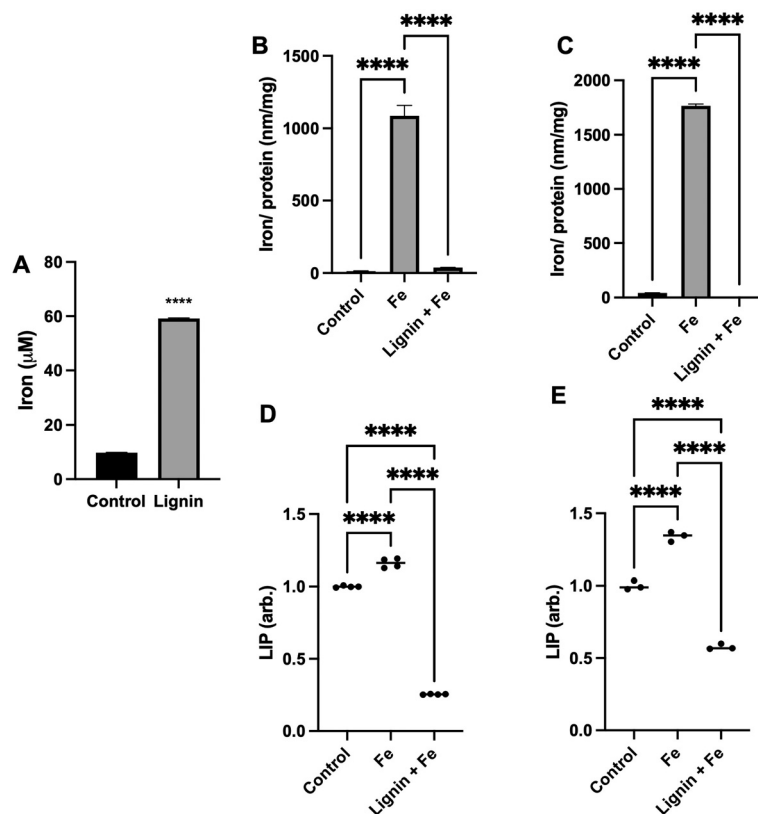 A
Iron (μM)
80
60
40
20
0
****
Control
Lignin
B
Iron/ protein (nm/mg)
1500
1000
500
0
****
****
Control
Fe
Lignin + Fe
C
Iron/ protein (nm/mg)
2000
1500
1000
500
0
****
****
Control
Fe
Lignin + Fe
D
LIP (arb.)
1.5
1.0
0.5
0.0
****
****
****
Control
Fe
Lignin + Fe
E
LIP (arb.)
1.5
1.0
0.5
0.0
****
****
****
Control
Fe
Lignin + Fe